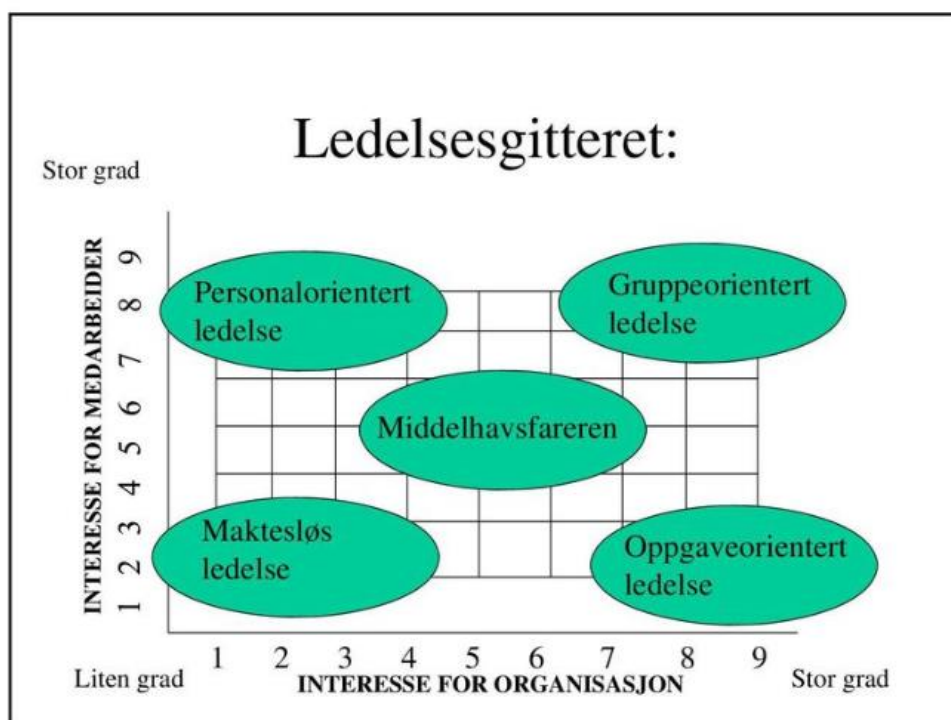 Ledelsesgitteret:
Stor grad
INTERESSE FOR MEDARBEIDER
9
8
7
6
5
4
3
2
1
Personalorientert
ledelse
Gruppeorientert
ledelse
Middelhavsfareren
Maktesløs
ledelse
Oppgaveorientert
ledelse
1 2 3 4 5 6 7 8 9
Liten grad
INTERESSE FOR ORGANISASJON
Stor grad